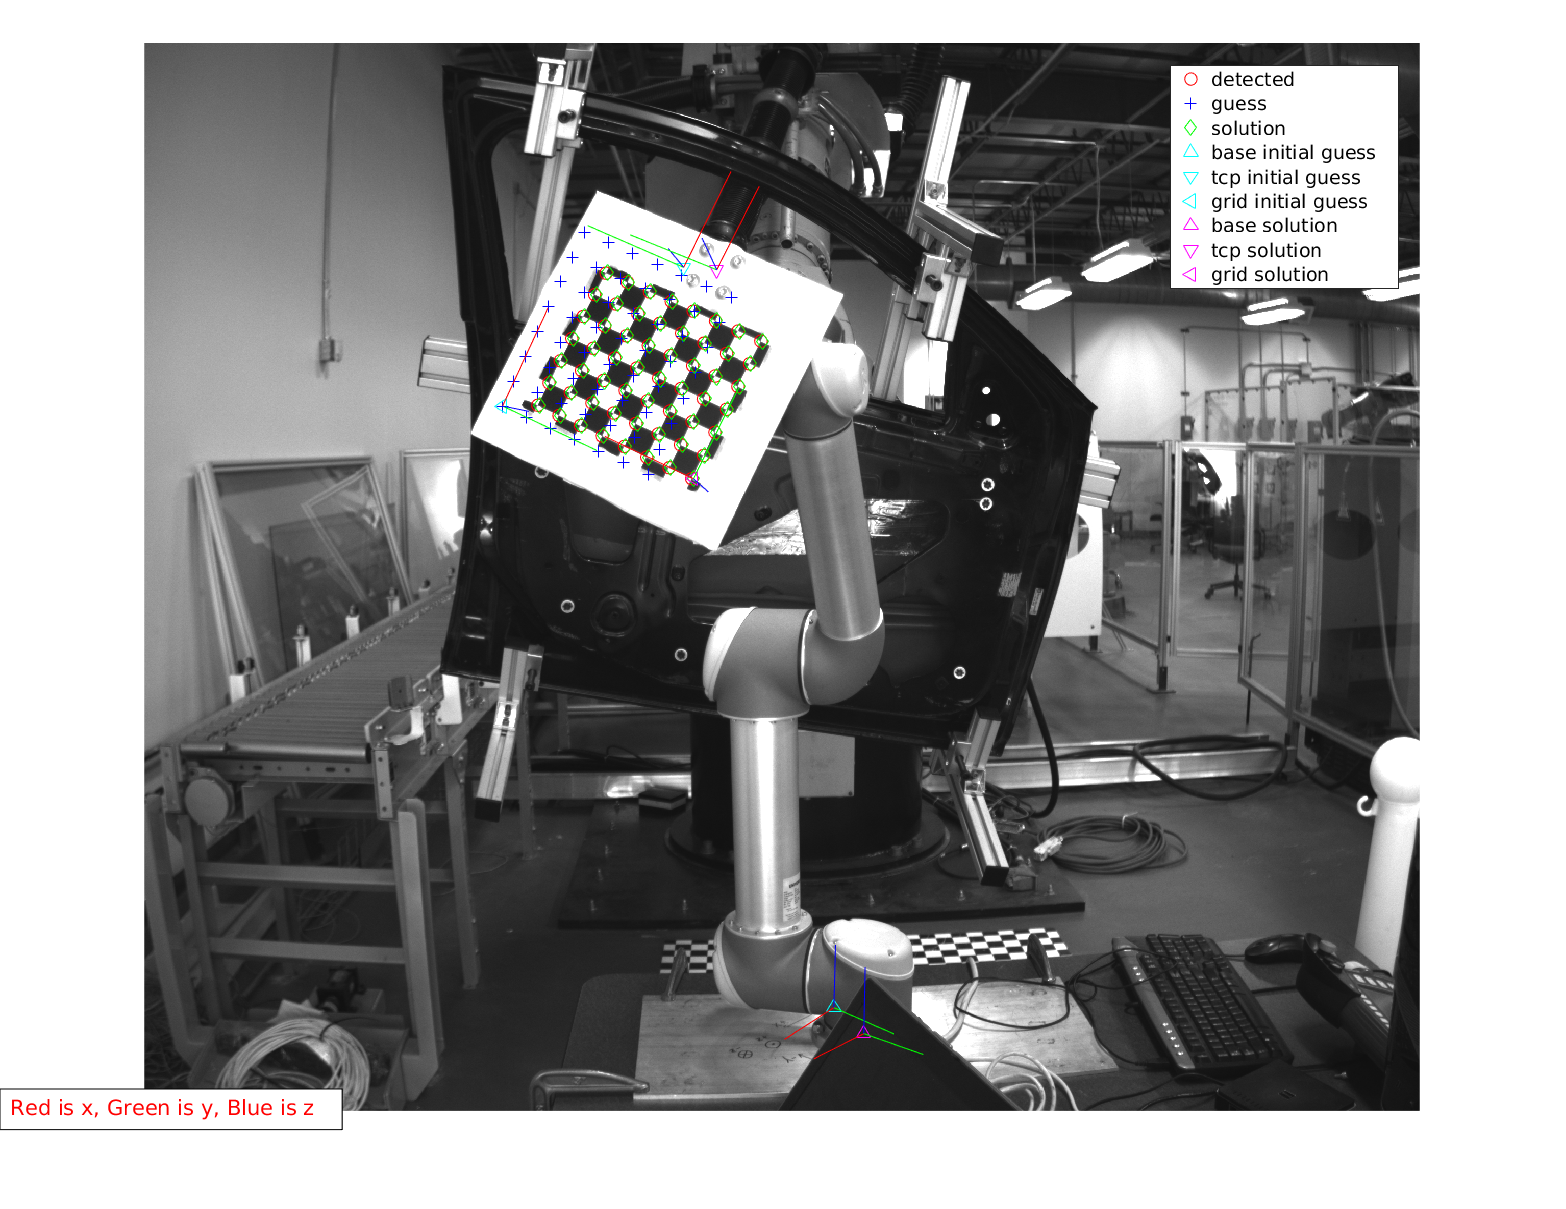 detected
guess
solution
base initial guess
tcp initial guess
grid initial guess
base solution
tcp solution
grid solution
Red is x, Green is y, Blue is z